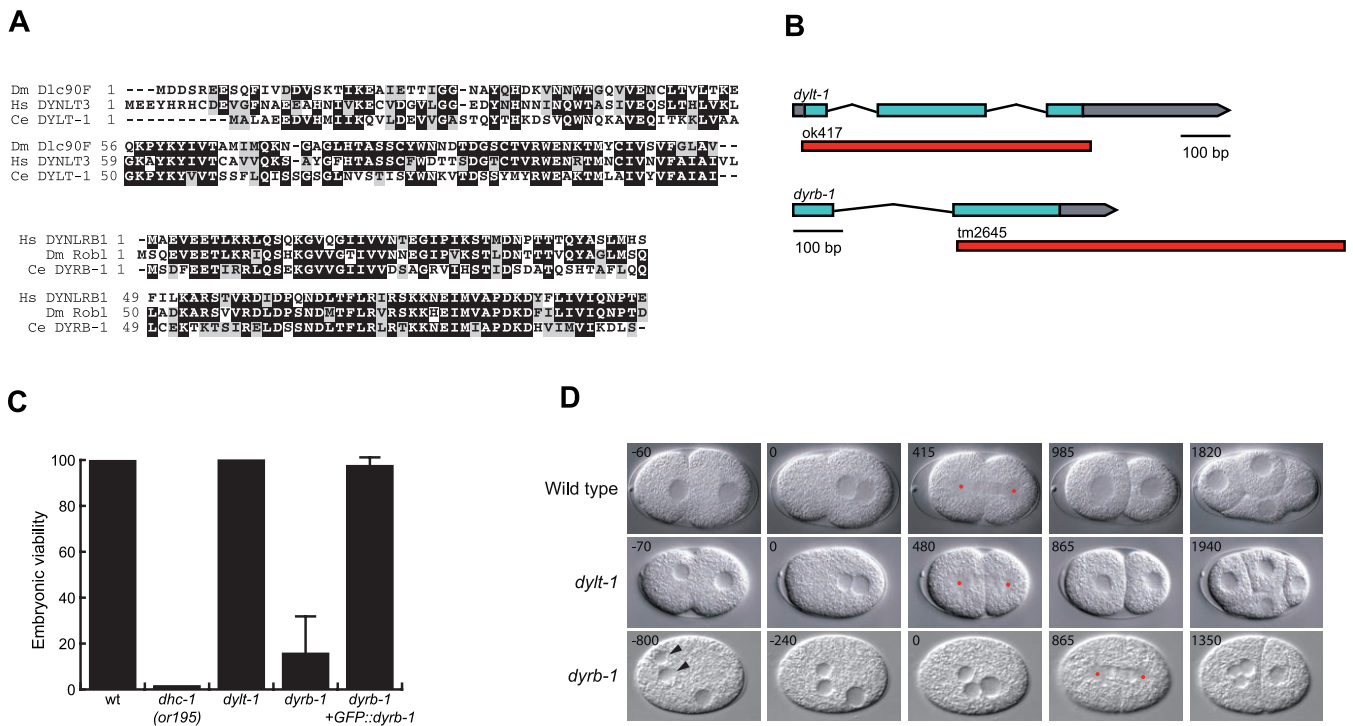 A
Dm Dlc90F 1 ---MDDSREESQFIVDDVSKTIKEAIETTIGG-NAYQHDKVNNWTGQVVENCLTVLTKE
Hs DYNLT3 1 MEEYHRHCDEVGFNAEEAHNIVKECVDGVLGG-EDYNHNNINQWTASIVEQSLTHLVKL
Ce DYLT-1 1 ----------MALAEEDVHMIIKQVLDEVVGASTQYTHKDSVQWNQKAVEQITKKLVAA
Dm Dlc90F 56 QKPYKYIVTAMIMQKN-GAGLHTASSCYWNNDTDGSCTVRWENKTMYCIVSVFGLAV--
Hs DYNLT3 59 GKAYKYIVTCAVVQKS-AYGFHTASSCFWDTTSDGTCTVRWENRTMNCIVNVFAIAIVL
Ce DYLT-1 50 GKPYKYVVTSSFLQISSGSGLNVSTISYWNKVTDSSYMYRWEAKTMLAIVYVFAIAI--
Hs DYNLRB1 1 -MAEVEETLKRLQSQKGVQGIIVVNTEGIPIKSTMDNPTTTQYASLMHS
Dm Robl 1 MSQEVEETLKRIQSHKGVVGTIVVNNEGIPVKSTLDNTTTVQYAGLMSQ
Ce DYRB-1 1 -MSDFEETIRRLQSEKGVVGIIVVDSAGRVIHSTIDSDATQSHTAFLQQ
Hs DYNLRB1 49 FILKARSTVRDIDPQNDLTFLRIRSKKNEIMVAPDKDYFLIVIQNPTE
Dm Robl 50 LADKARSVVRDLDPSNDMTFLRVRSKKHEIMVAPDKDFILIVIQNPTD
Ce DYRB-1 49 LCEKTKTSIRELDSSNDLTFLRLRTKKNEIMIAPDKDHVIMVIKDLS-
B
dylt-1
ok417
100 bp
dyrb-1
100 bp
tm2645
C
Embryonic viability
100
80
60
40
20
0
wt
dhc-1 (or195)
dylt-1
dyrb-1
dyrb-1 +GFP::dyrb-1
D
Wild type
-60 0 415 985 1820
dylt-1
-70 0 480 865 1940
dyrb-1
-800 -240 0 865 1350